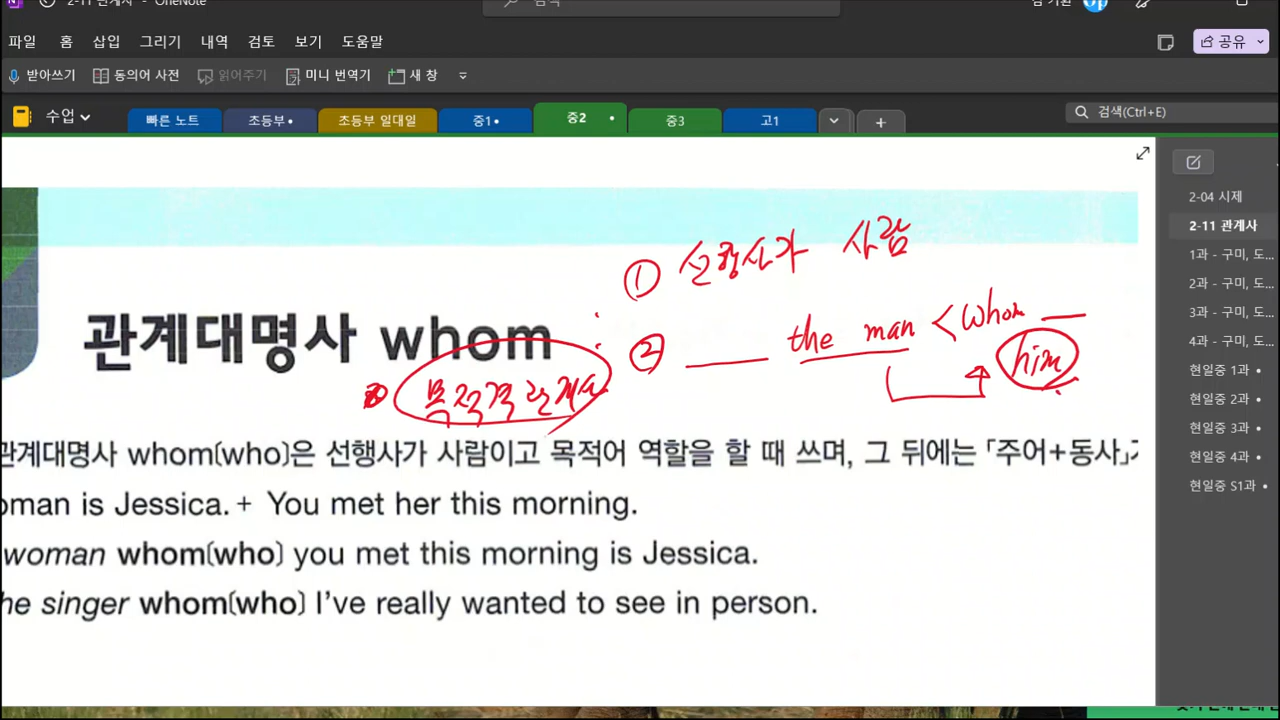 2-11 관계사 - OneNote
검색
김 기환
파일 홈 삽입 그리기 내역 검토 보기 도움말
공유
받아쓰기 동의어 사전 읽어주기 미니 번역기 새 창
수업
빠른 노트 초등부 초등부 일대일 중1 중2 중3 고1 +
검색(Ctrl+E)
2-04 시제
2-11 관계사
1과 - 구미, 도...
2과 - 구미, 도...
3과 - 구미, 도...
4과 - 구미, 도...
현일중 1과
현일중 2과
현일중 3과
현일중 4과
현일중 S1과
① 선행사가 사람
② the man < whom
him
관계대명사 whom
목적격 관계사
관계대명사 whom(who)은 선행사가 사람이고 목적어 역할을 할 때 쓰며, 그 뒤에는 「주어+동사」가
oman is Jessica. + You met her this morning.
woman whom(who) you met this morning is Jessica.
he singer whom(who) I've really wanted to see in person.